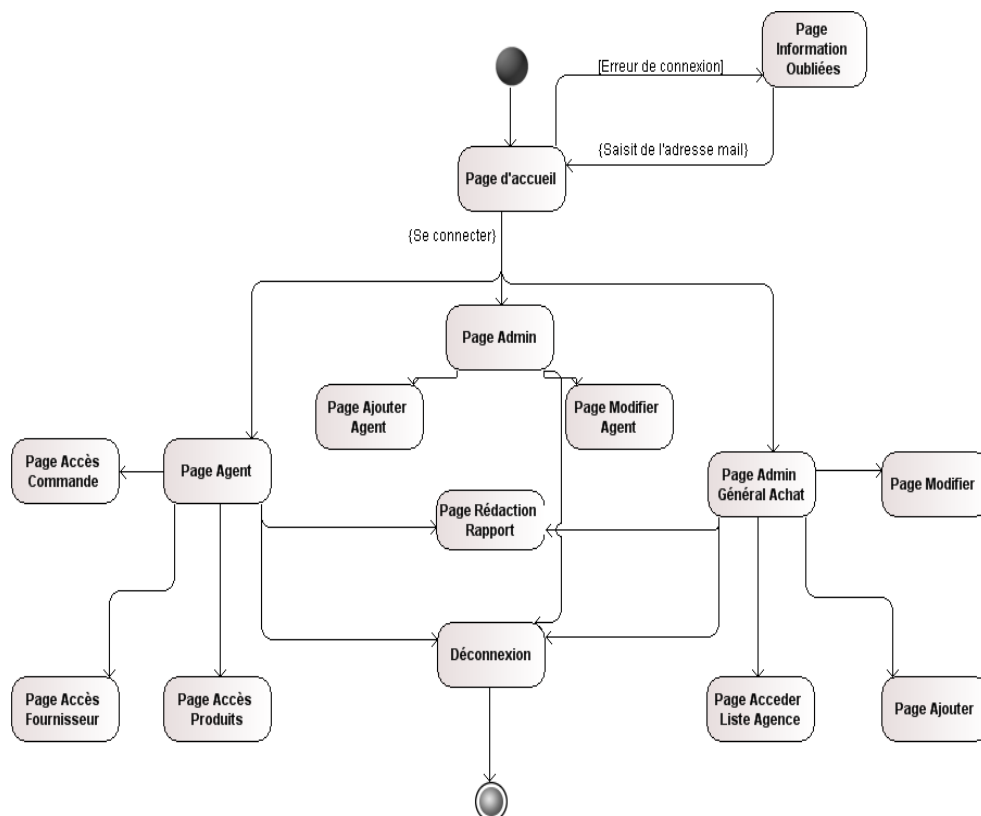 Page
Information
Oubliées
[Erreur de connexion]
{Saisit de l'adresse mail}
Page d'accueil
{Se connecter}
Page Admin
Page Ajouter
Agent
Page Modifier
Agent
Page Accès
Commande
Page Agent
Page Admin
Général Achat
Page Modifier
Page Rédaction
Rapport
Déconnexion
Page Accès
Fournisseur
Page Accès
Produits
Page Acceder
Liste Agence
Page Ajouter